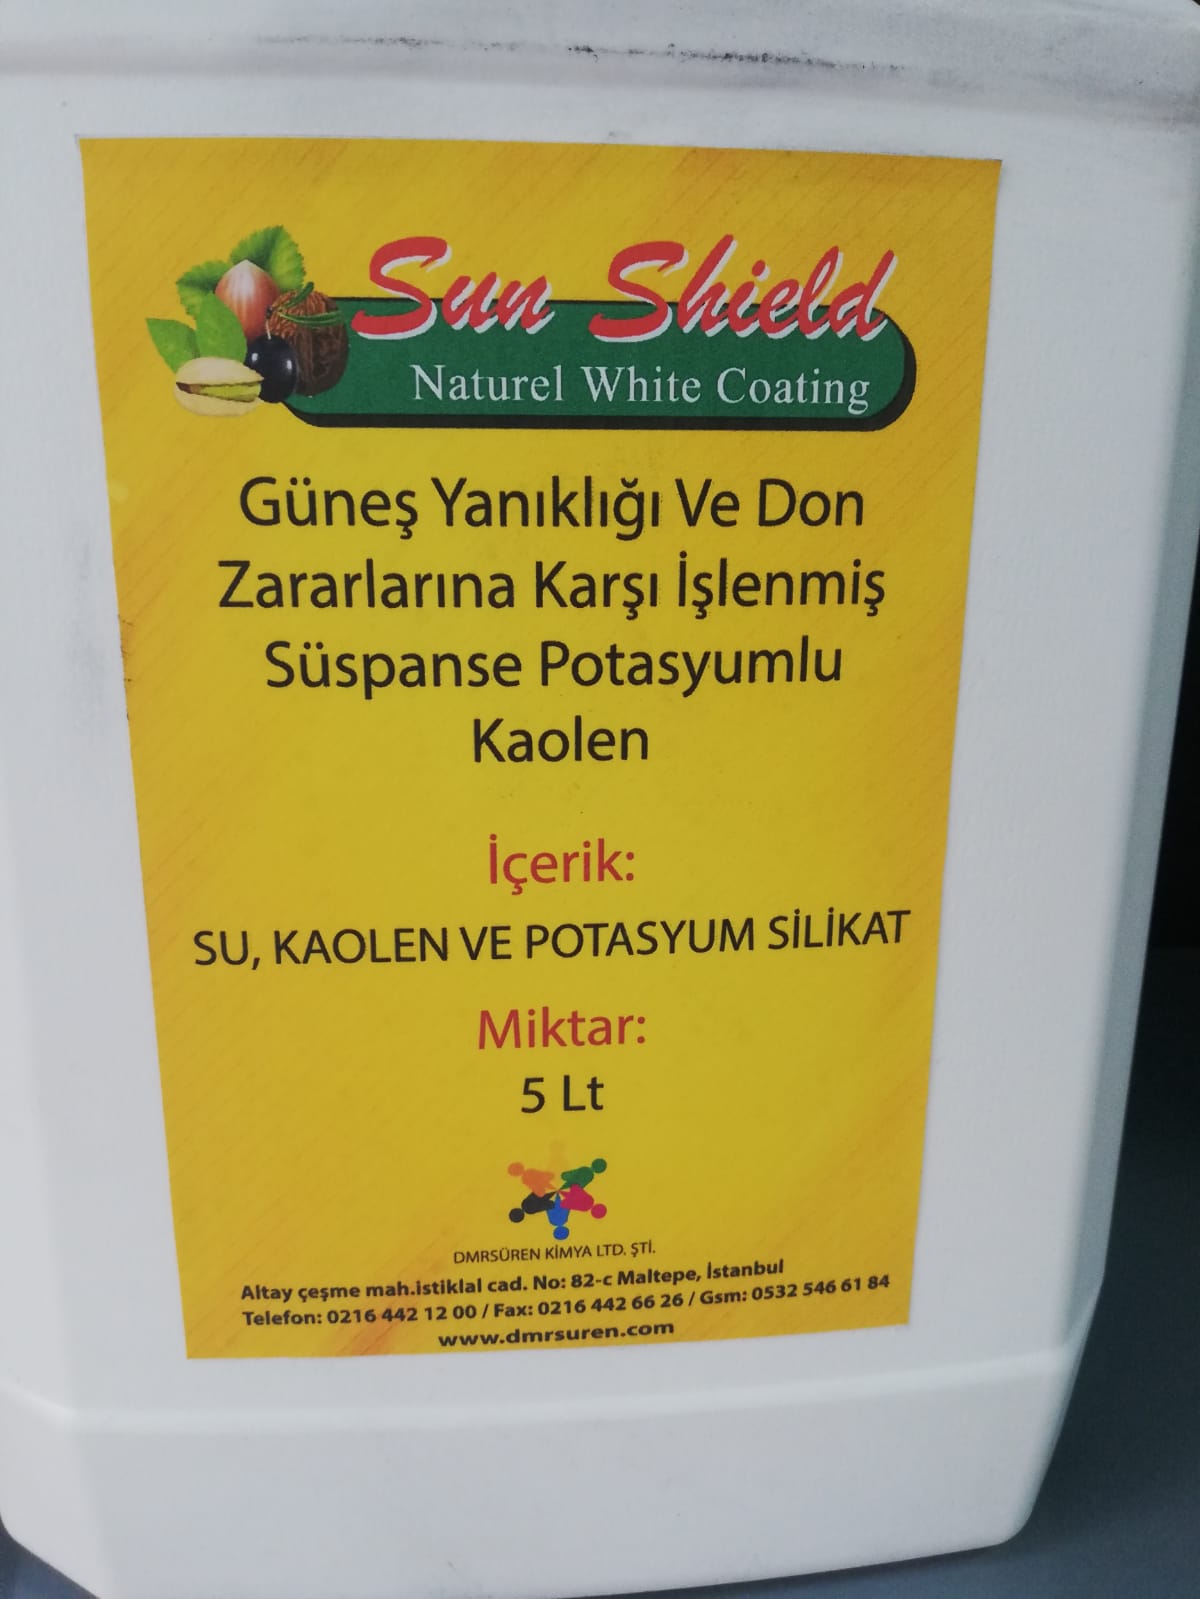 Sun Shield
Naturel White Coating
Güneş Yanıklığı Ve Don
Zararlarına Karşı İşlenmiş
Süspanse Potasyumlu
Kaolen
İçerik:
SU, KAOLEN VE POTASYUM SİLİKAT
Miktar:
5 Lt
DMRSÜREN KİMYA LTD. ŞTİ.
Altay çeşme mah.istiklal cad. No: 82-c Maltepe, İstanbul
Telefon: 0216 442 12 00 / Fax: 0216 442 66 26 / Gsm: 0532 546 61 84
www.dmrsuren.com